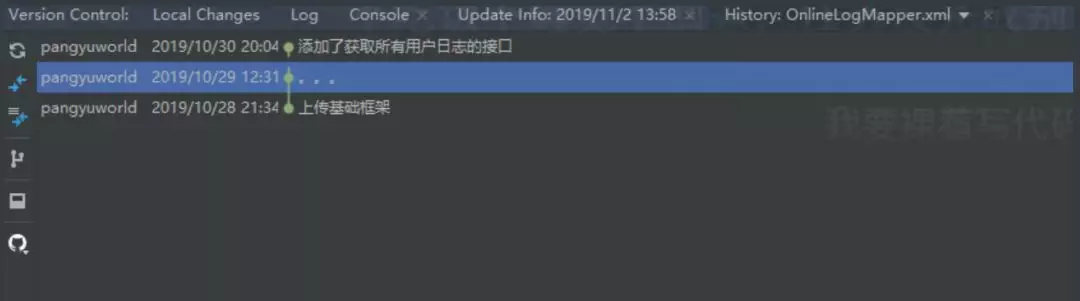 Version Control: Local Changes Log Console Update Info: 2019/11/2 13:58 History: OnlineLogMapper.xml
pangyuworld 2019/10/30 20:04 添加了获取所有用户日志的接口
pangyuworld 2019/10/29 12:31 。。。
pangyuworld 2019/10/28 21:34 上传基础框架
我要裸着写代码